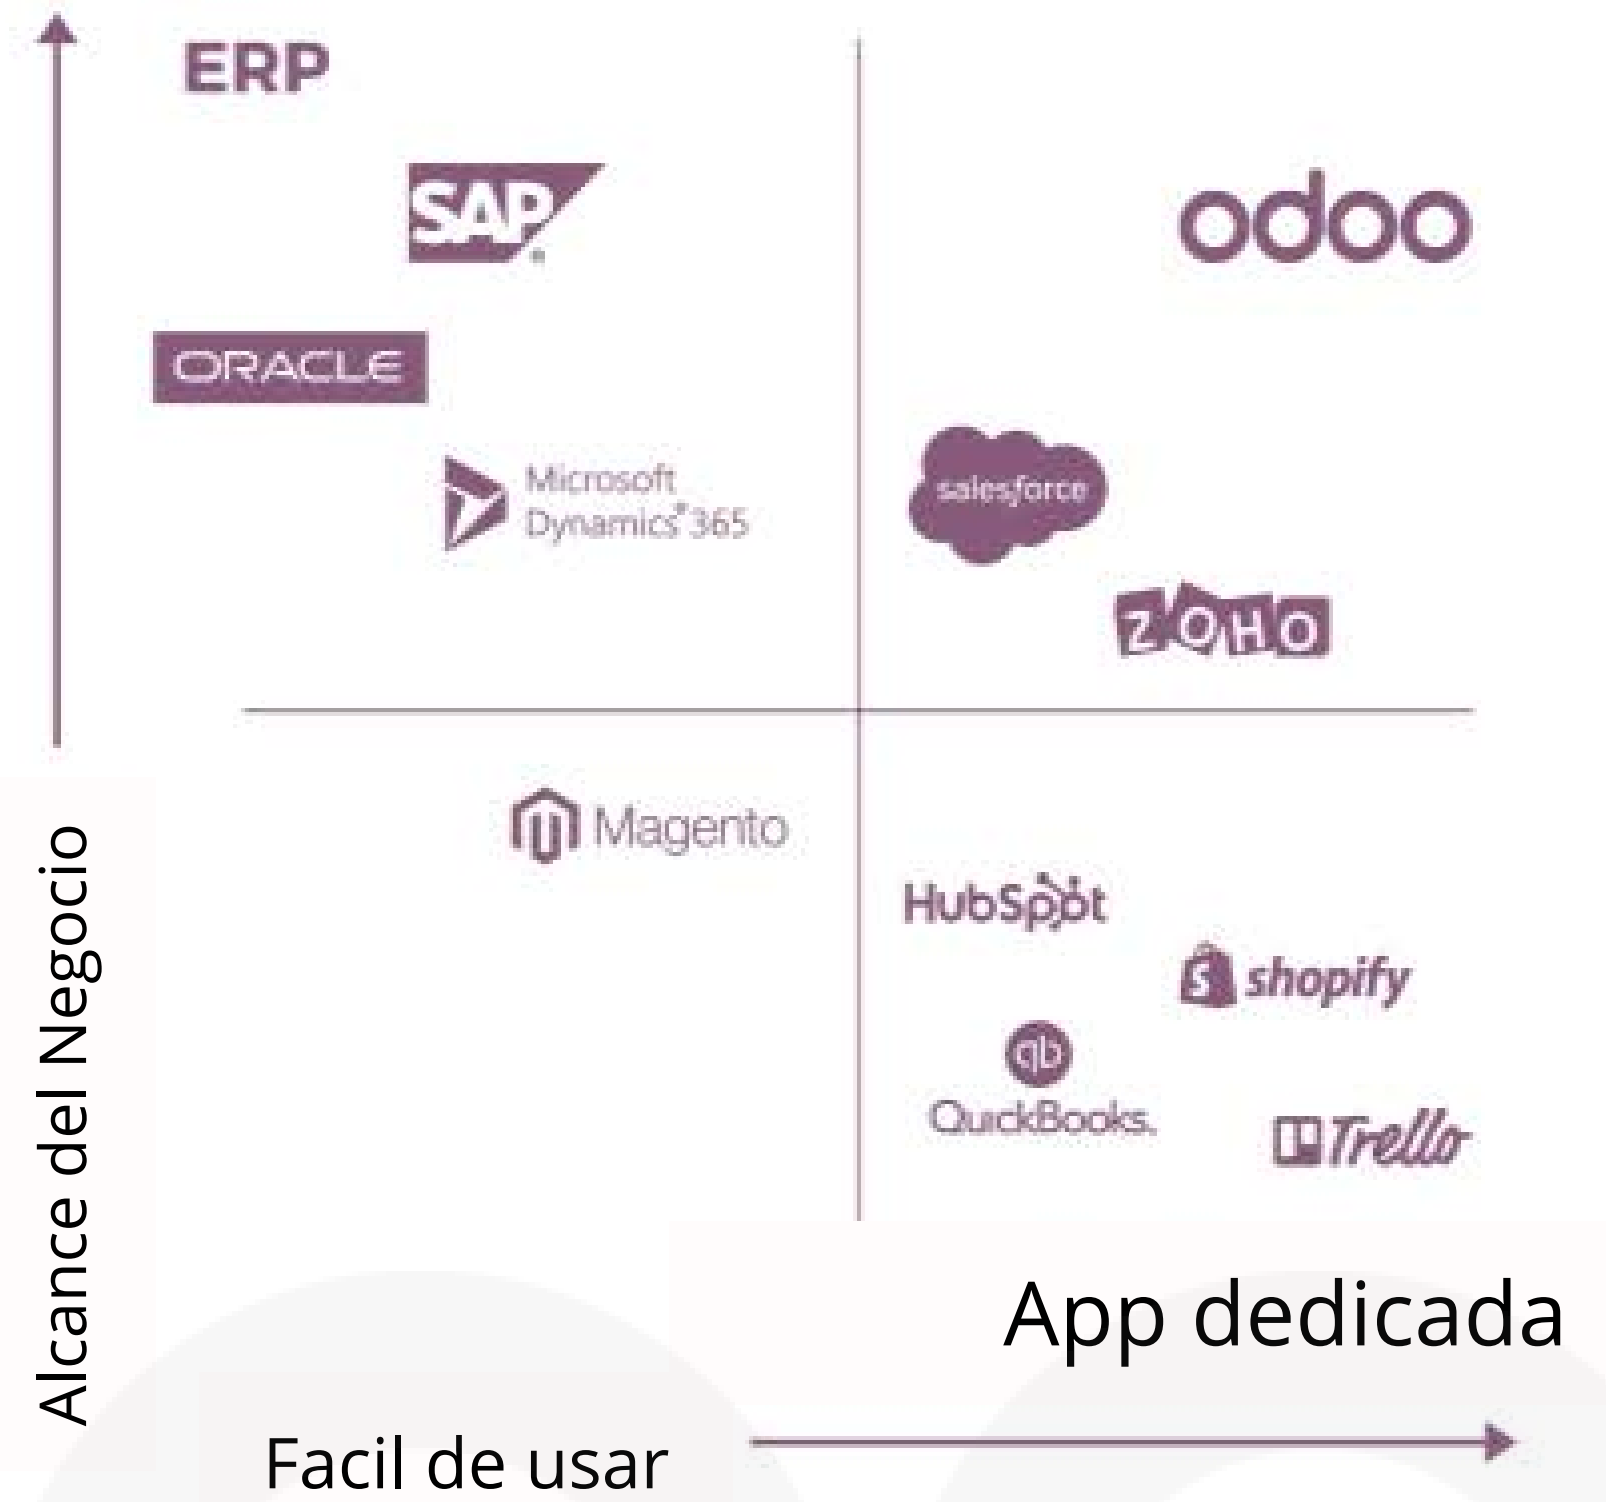 ERP
SAP®
odoo
ORACLE
Microsoft
Dynamics® 365
salesforce
ZOHO
Magento
HubSpot
shopify
qb
QuickBooks.
Trello
Alcance del Negocio
App dedicada
Facil de usar